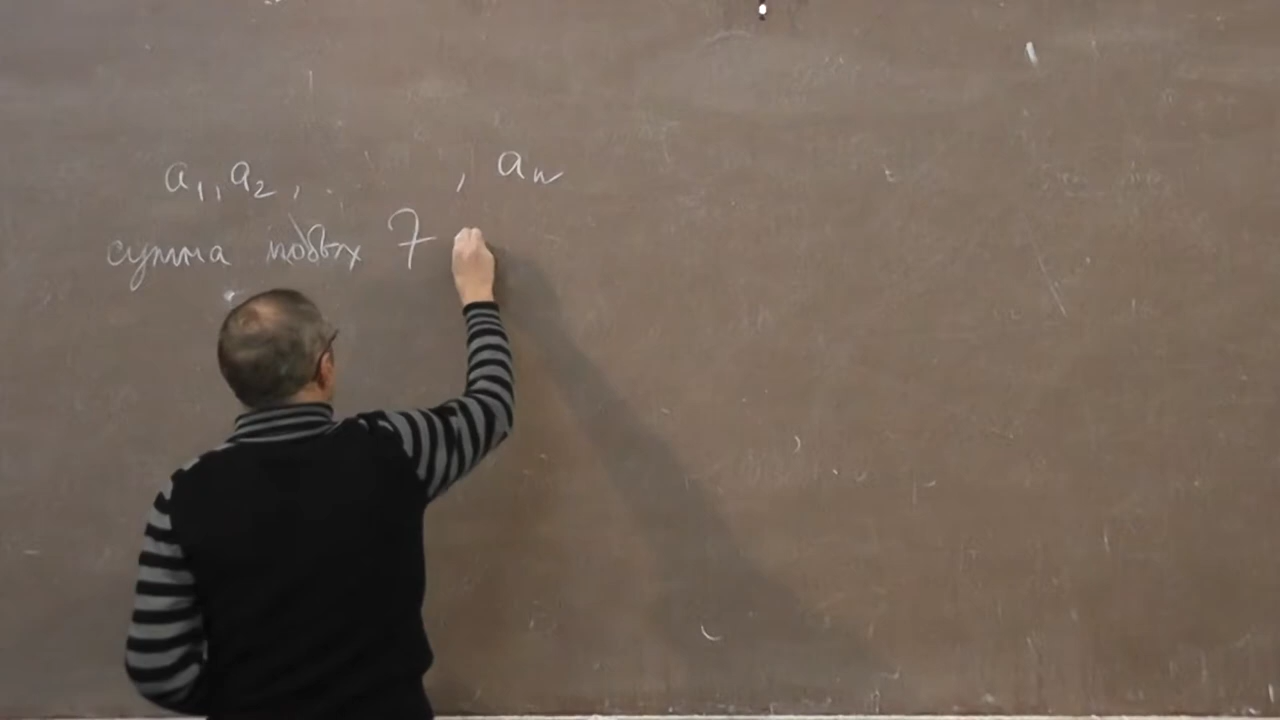 a₁, a₂, . , aₙ
сумма любых 7